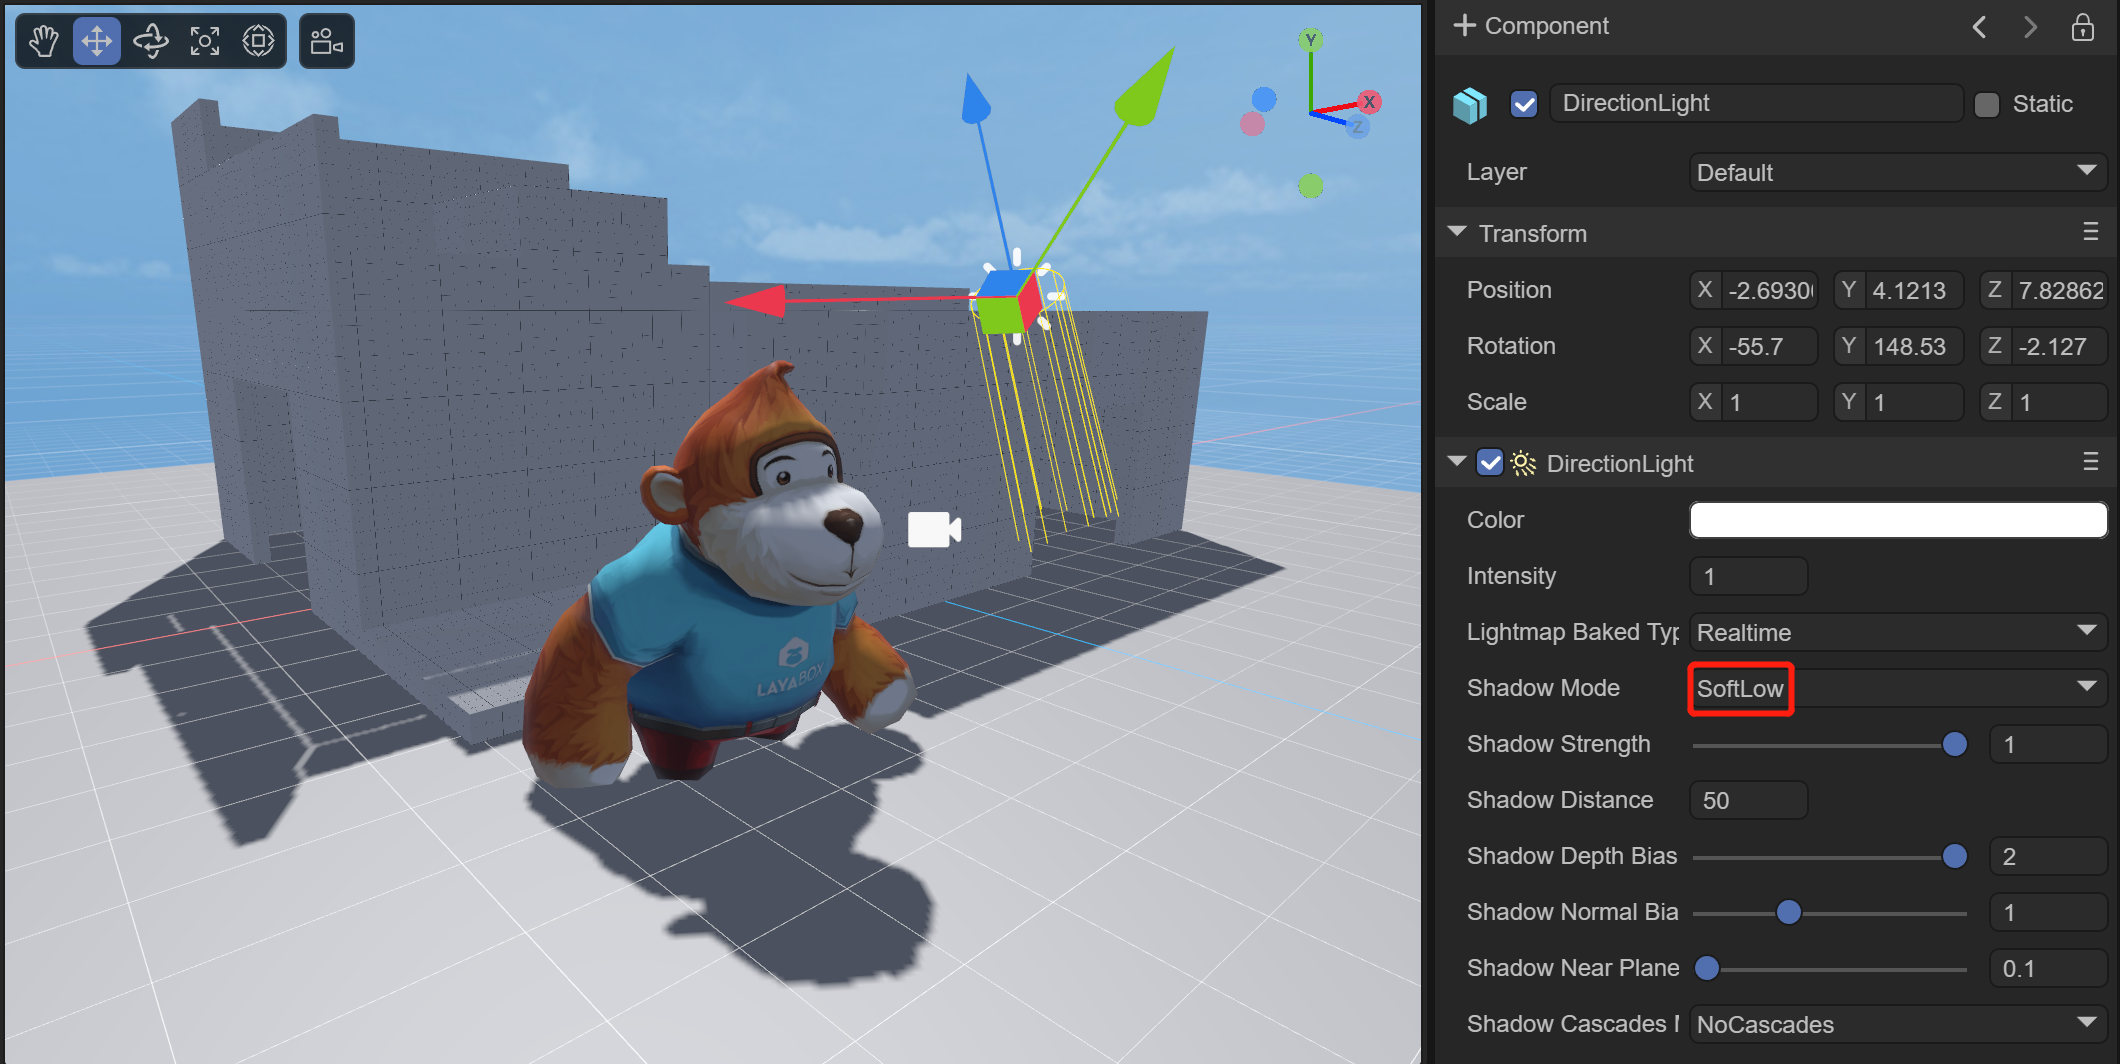 Component
DirectionLight
Static
Layer
Default
Transform
Position
X -2.6930 Y 4.1213 Z 7.82862
Rotation
X -55.7 Y 148.53 Z -2.127
Scale
X 1 Y 1 Z 1
DirectionLight
Color
Intensity
1
Lightmap Baked Typ
Realtime
Shadow Mode
SoftLow
Shadow Strength
1
Shadow Distance
50
Shadow Depth Bias
2
Shadow Normal Bia
1
Shadow Near Plane
0.1
Shadow Cascades
NoCascades
Y
X
Z
LAYABOX